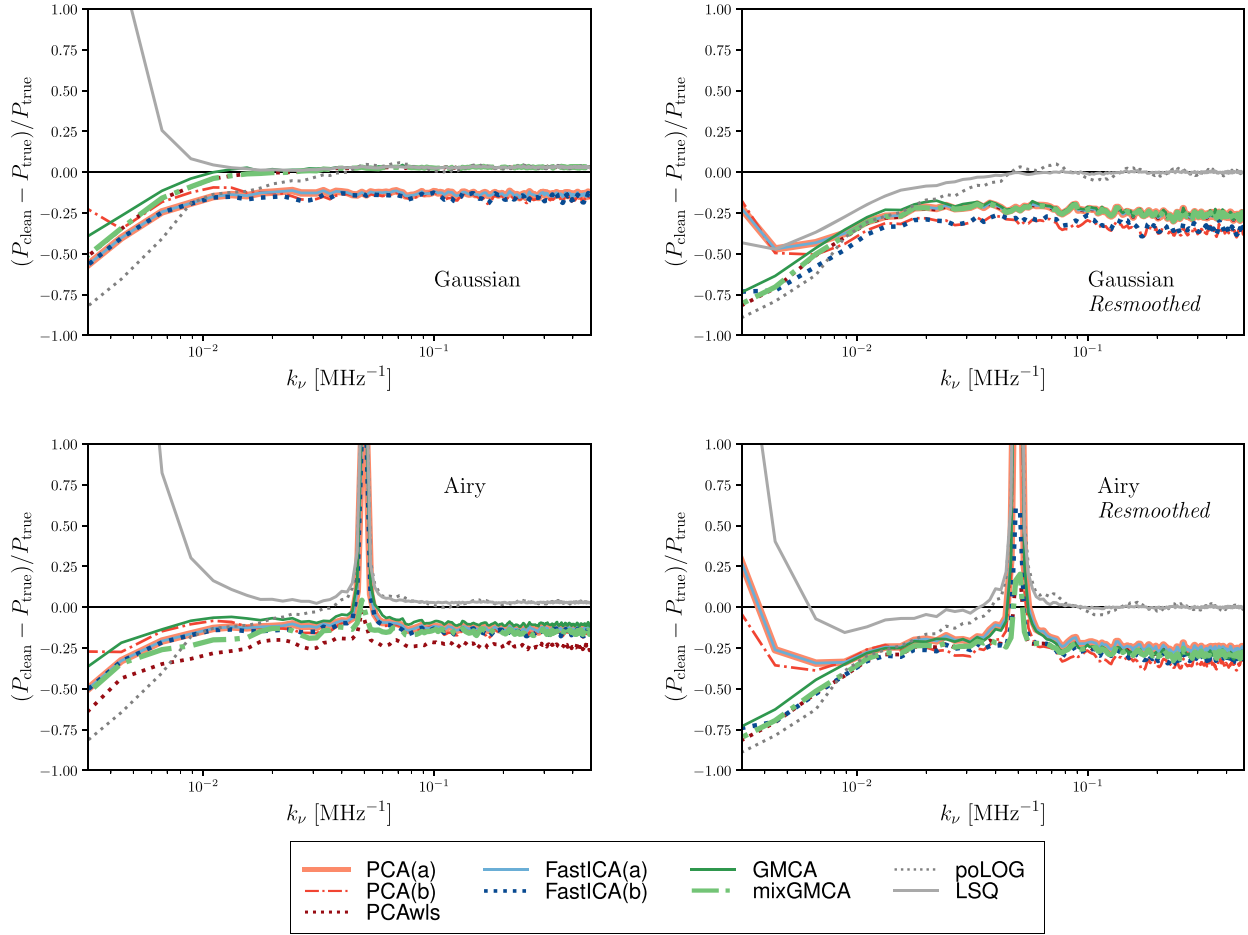 1.00
0.75
0.50
0.25
0.00
−0.25
−0.50
−0.75
−1.00
(P_clean − P_true)/P_true
10⁻²
10⁻¹
k_ν [MHz⁻¹]
Gaussian
1.00
0.75
0.50
0.25
0.00
−0.25
−0.50
−0.75
−1.00
(P_clean − P_true)/P_true
10⁻²
10⁻¹
k_ν [MHz⁻¹]
Gaussian
Resmoothed
1.00
0.75
0.50
0.25
0.00
−0.25
−0.50
−0.75
−1.00
(P_clean − P_true)/P_true
10⁻²
10⁻¹
k_ν [MHz⁻¹]
Airy
1.00
0.75
0.50
0.25
0.00
−0.25
−0.50
−0.75
−1.00
(P_clean − P_true)/P_true
10⁻²
10⁻¹
k_ν [MHz⁻¹]
Airy
Resmoothed
PCA(a)
PCA(b)
PCAwls
FastICA(a)
FastICA(b)
GMCA
mixGMCA
poLOG
LSQ